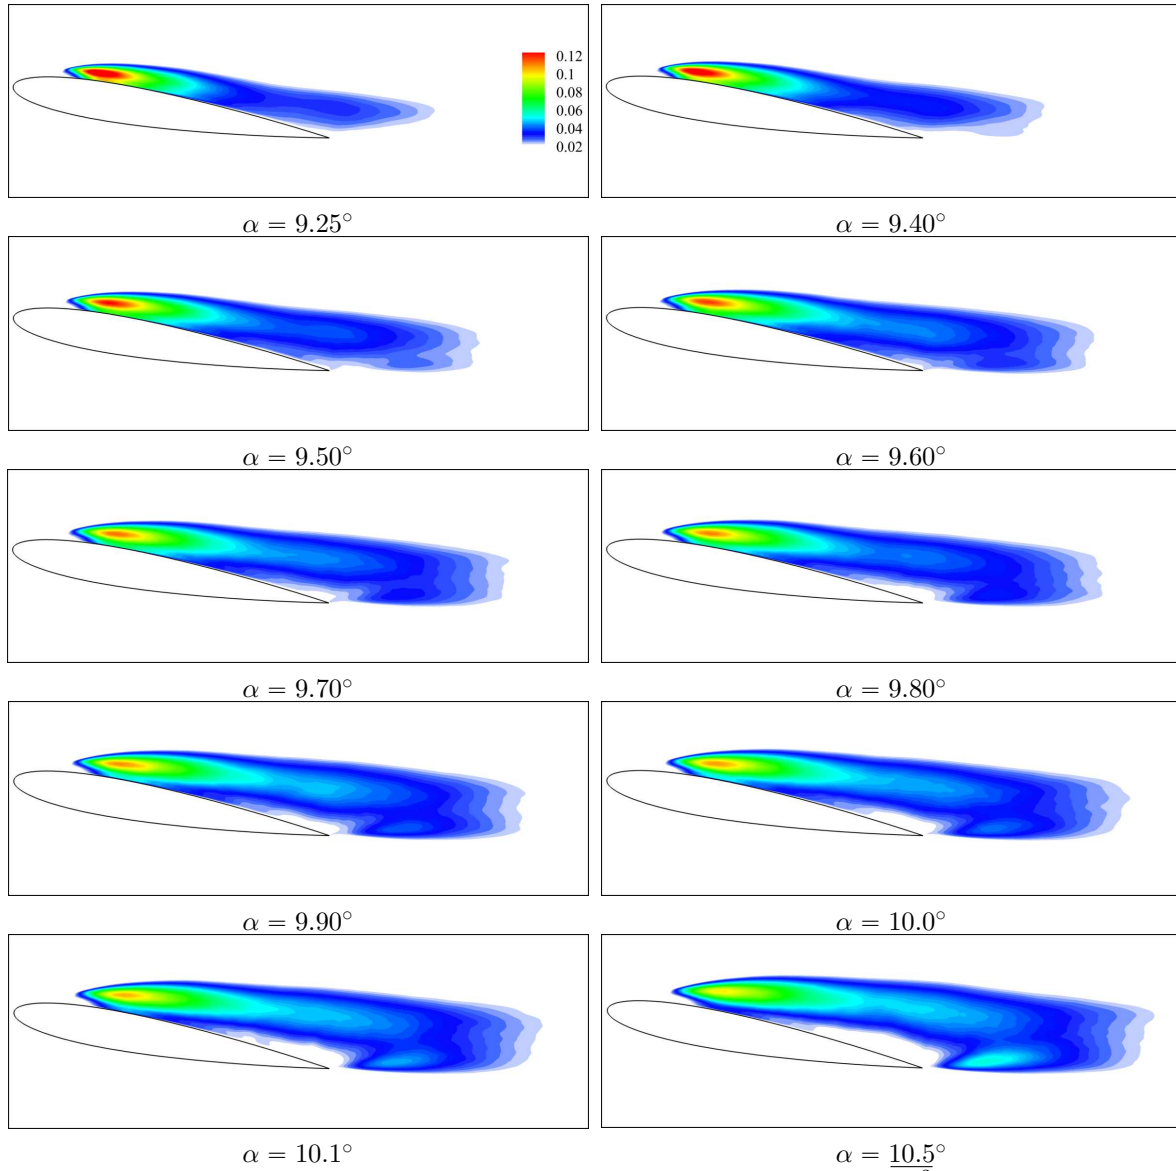 0.12
0.1
0.08
0.06
0.04
0.02
α = 9.25°
α = 9.40°
α = 9.50°
α = 9.60°
α = 9.70°
α = 9.80°
α = 9.90°
α = 10.0°
α = 10.1°
α = 10.5°